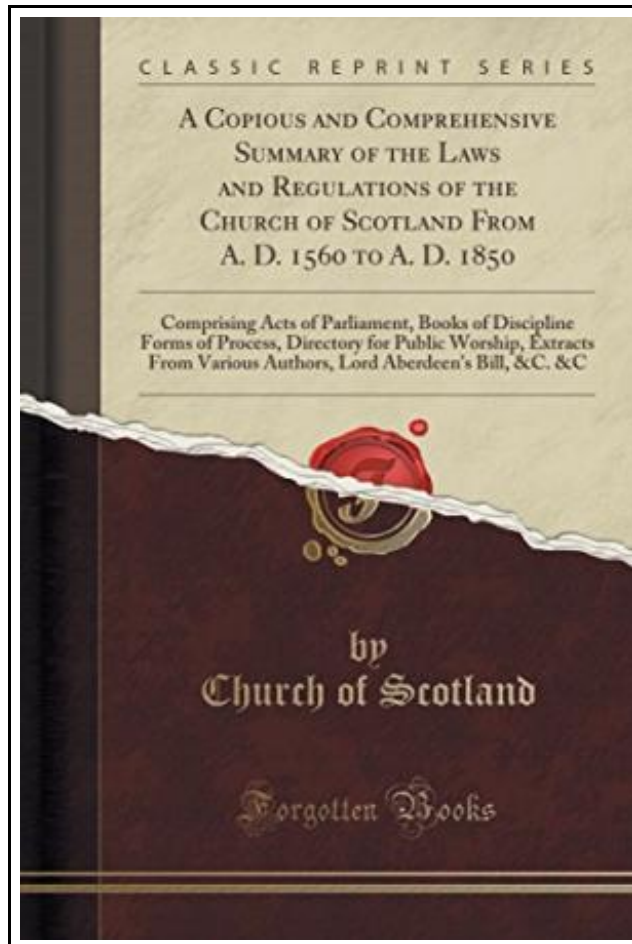 CLASSIC REPRINT SERIES
A COPIOUS AND COMPREHENSIVE
SUMMARY OF THE LAWS
AND REGULATIONS OF THE
CHURCH OF SCOTLAND FROM
A. D. 1560 TO A. D. 1850
Comprising Acts of Parliament, Books of Discipline
Forms of Process, Directory for Public Worship, Extracts
From Various Authors, Lord Aberdeen's Bill, &C. &C
by
Church of Scotland
Forgotten Books